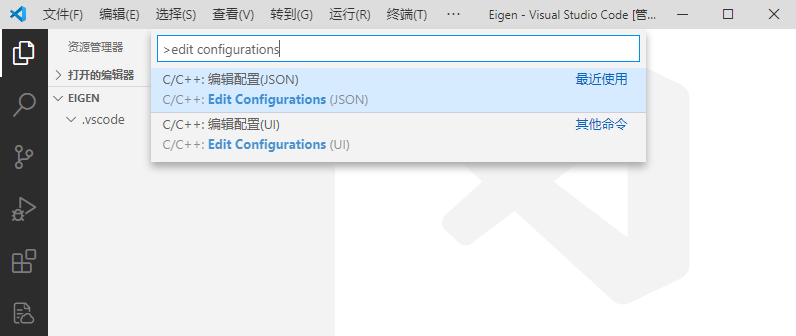 文件(F) 编辑(E) 选择(S) 查看(V) 转到(G) 运行(R) 终端(T) ··· Eigen - Visual Studio Code [管...
资源管理器
>edit configurations
打开的编辑器
C/C++: 编辑配置(JSON) 最近使用
C/C++: Edit Configurations (JSON)
EIGEN
.vscode
C/C++: 编辑配置(UI) 其他命令
C/C++: Edit Configurations (UI)